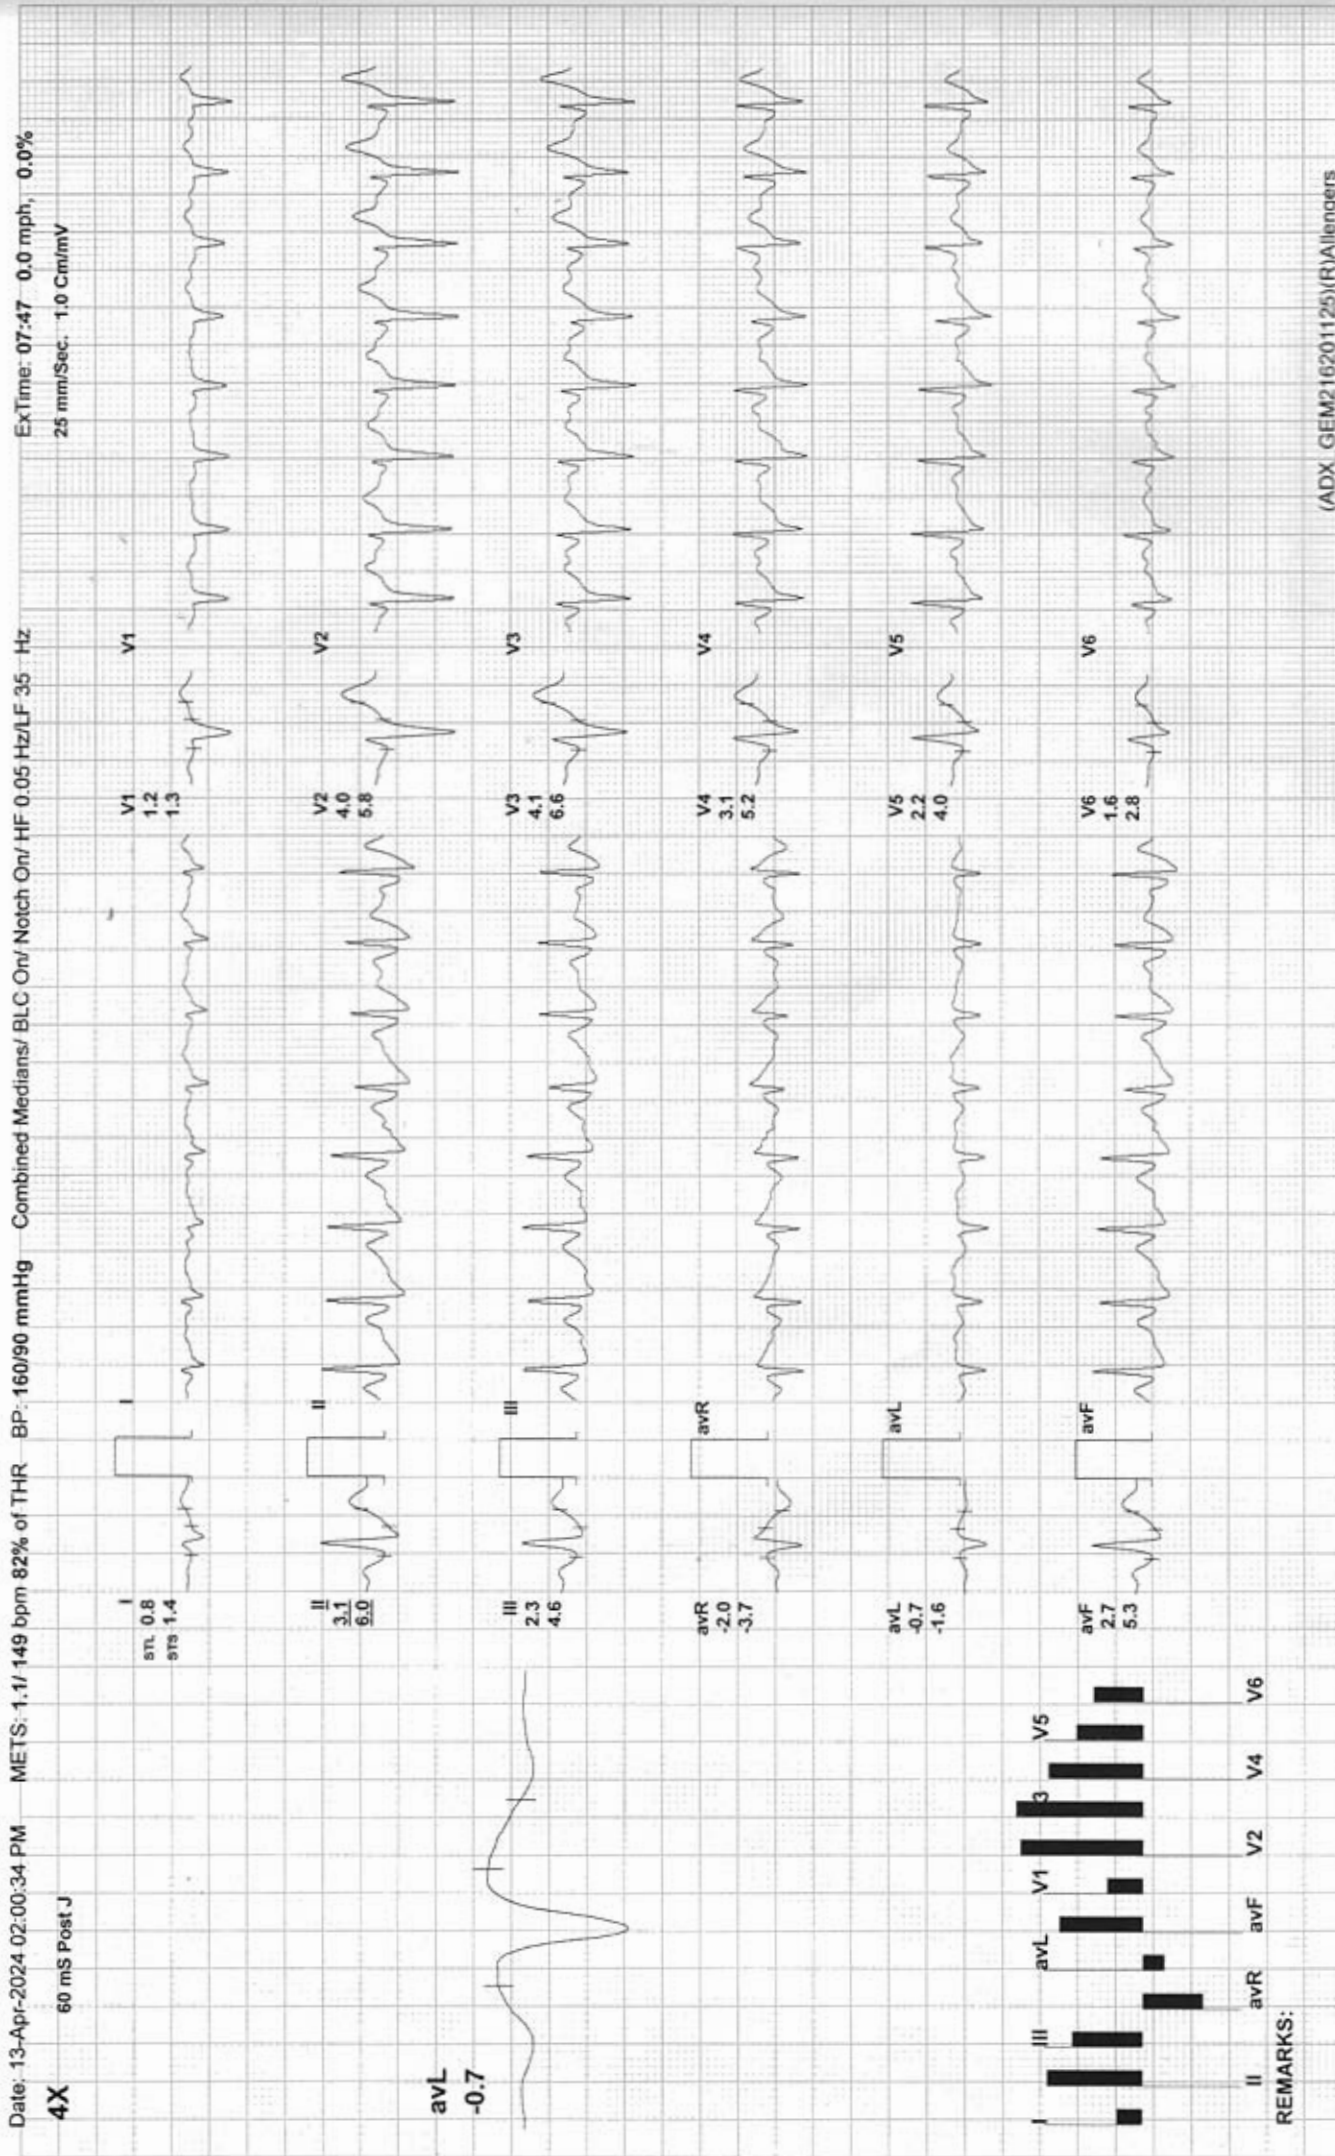 Date: 13-Apr-2024 02:00:34 PM METS: 1.1/ 149 bpm 82% of THR BP: 160/90 mmHg Combined Medians/ BLC On/ Notch On/ HF 0.05 Hz/LF 35 Hz ExTime: 07:47 0.0 mph, 0.0%
4X 60 mS Post J 25 mm/Sec. 1.0 Cm/mV
I
STL 0.8
STS 1.4
I
V1
1.2
1.3
V1
II
3.1
6.0
II
V2
4.0
5.8
V2
avL
-0.7
III
2.3
4.6
III
V3
4.1
6.6
V3
avR
-2.0
-3.7
avR
V4
3.1
5.2
V4
avL
-0.7
-1.6
avL
V5
2.2
4.0
V5
avF
2.7
5.3
avF
V6
1.6
2.8
V6
I III avL V1 3 V5
II avR avF V2 V4 V6
REMARKS:
(ADX_GEM216201125)(R)Allengers